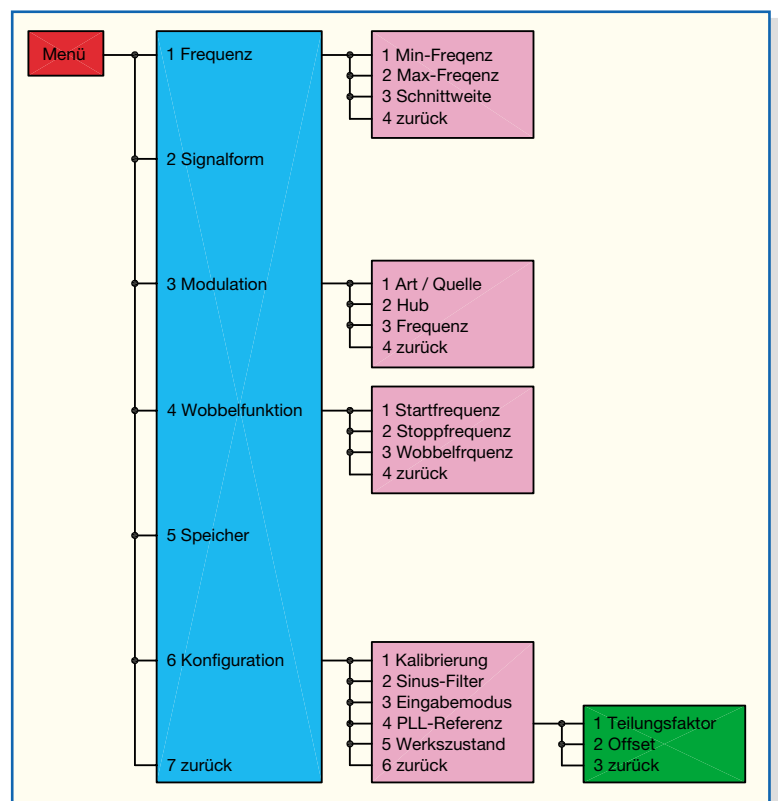 Menü
1 Frequenz
1 Min-Freqenz
2 Max-Freqenz
3 Schnittweite
4 zurück
2 Signalform
3 Modulation
1 Art / Quelle
2 Hub
3 Frequenz
4 zurück
4 Wobbelfunktion
1 Startfrequenz
2 Stoppfrequenz
3 Wobbelfrquenz
4 zurück
5 Speicher
6 Konfiguration
1 Kalibrierung
2 Sinus-Filter
3 Eingabemodus
4 PLL-Referenz
5 Werkszustand
6 zurück
1 Teilungsfaktor
2 Offset
3 zurück
7 zurück